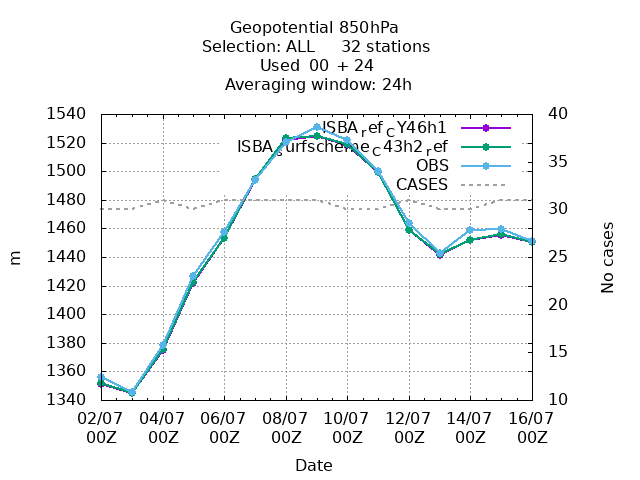 Geopotential 850hPa
Selection: ALL 32 stations
Used 00 + 24
Averaging window: 24h
1540
1520
1500
1480
1460
1440
1420
1400
1380
1360
1340
40
35
30
25
20
15
10
ISBA_ref_CY46h1
ISBA_surfscheme_C43h2_ref
OBS
CASES
m
No cases
02/07 04/07 06/07 08/07 10/07 12/07 14/07 16/07
00Z 00Z 00Z 00Z 00Z 00Z 00Z 00Z
Date